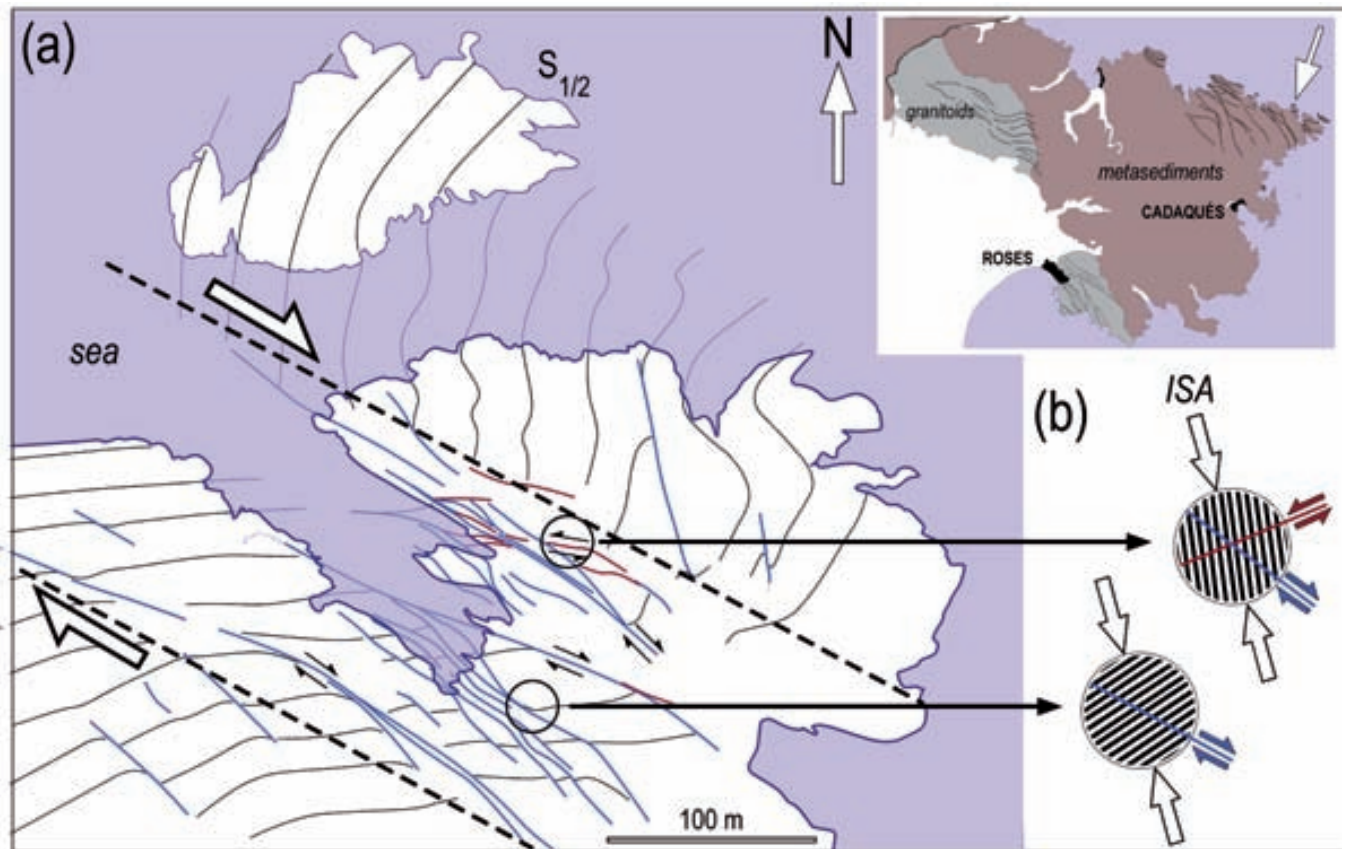 (a)
S1/2
N
granitoids
metasediments
CADAQUÉS
ROSES
sea
ISA
(b)
100 m